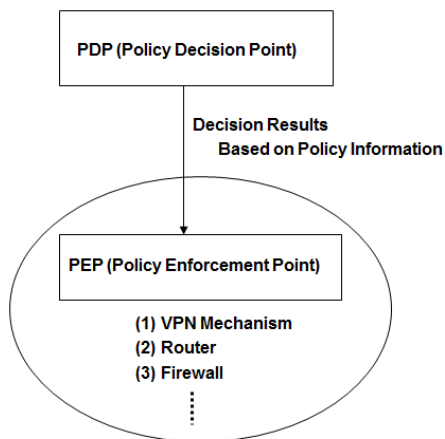 PDP (Policy Decision Point)
Decision Results
Based on Policy Information
PEP (Policy Enforcement Point)
(1) VPN Mechanism
(2) Router
(3) Firewall